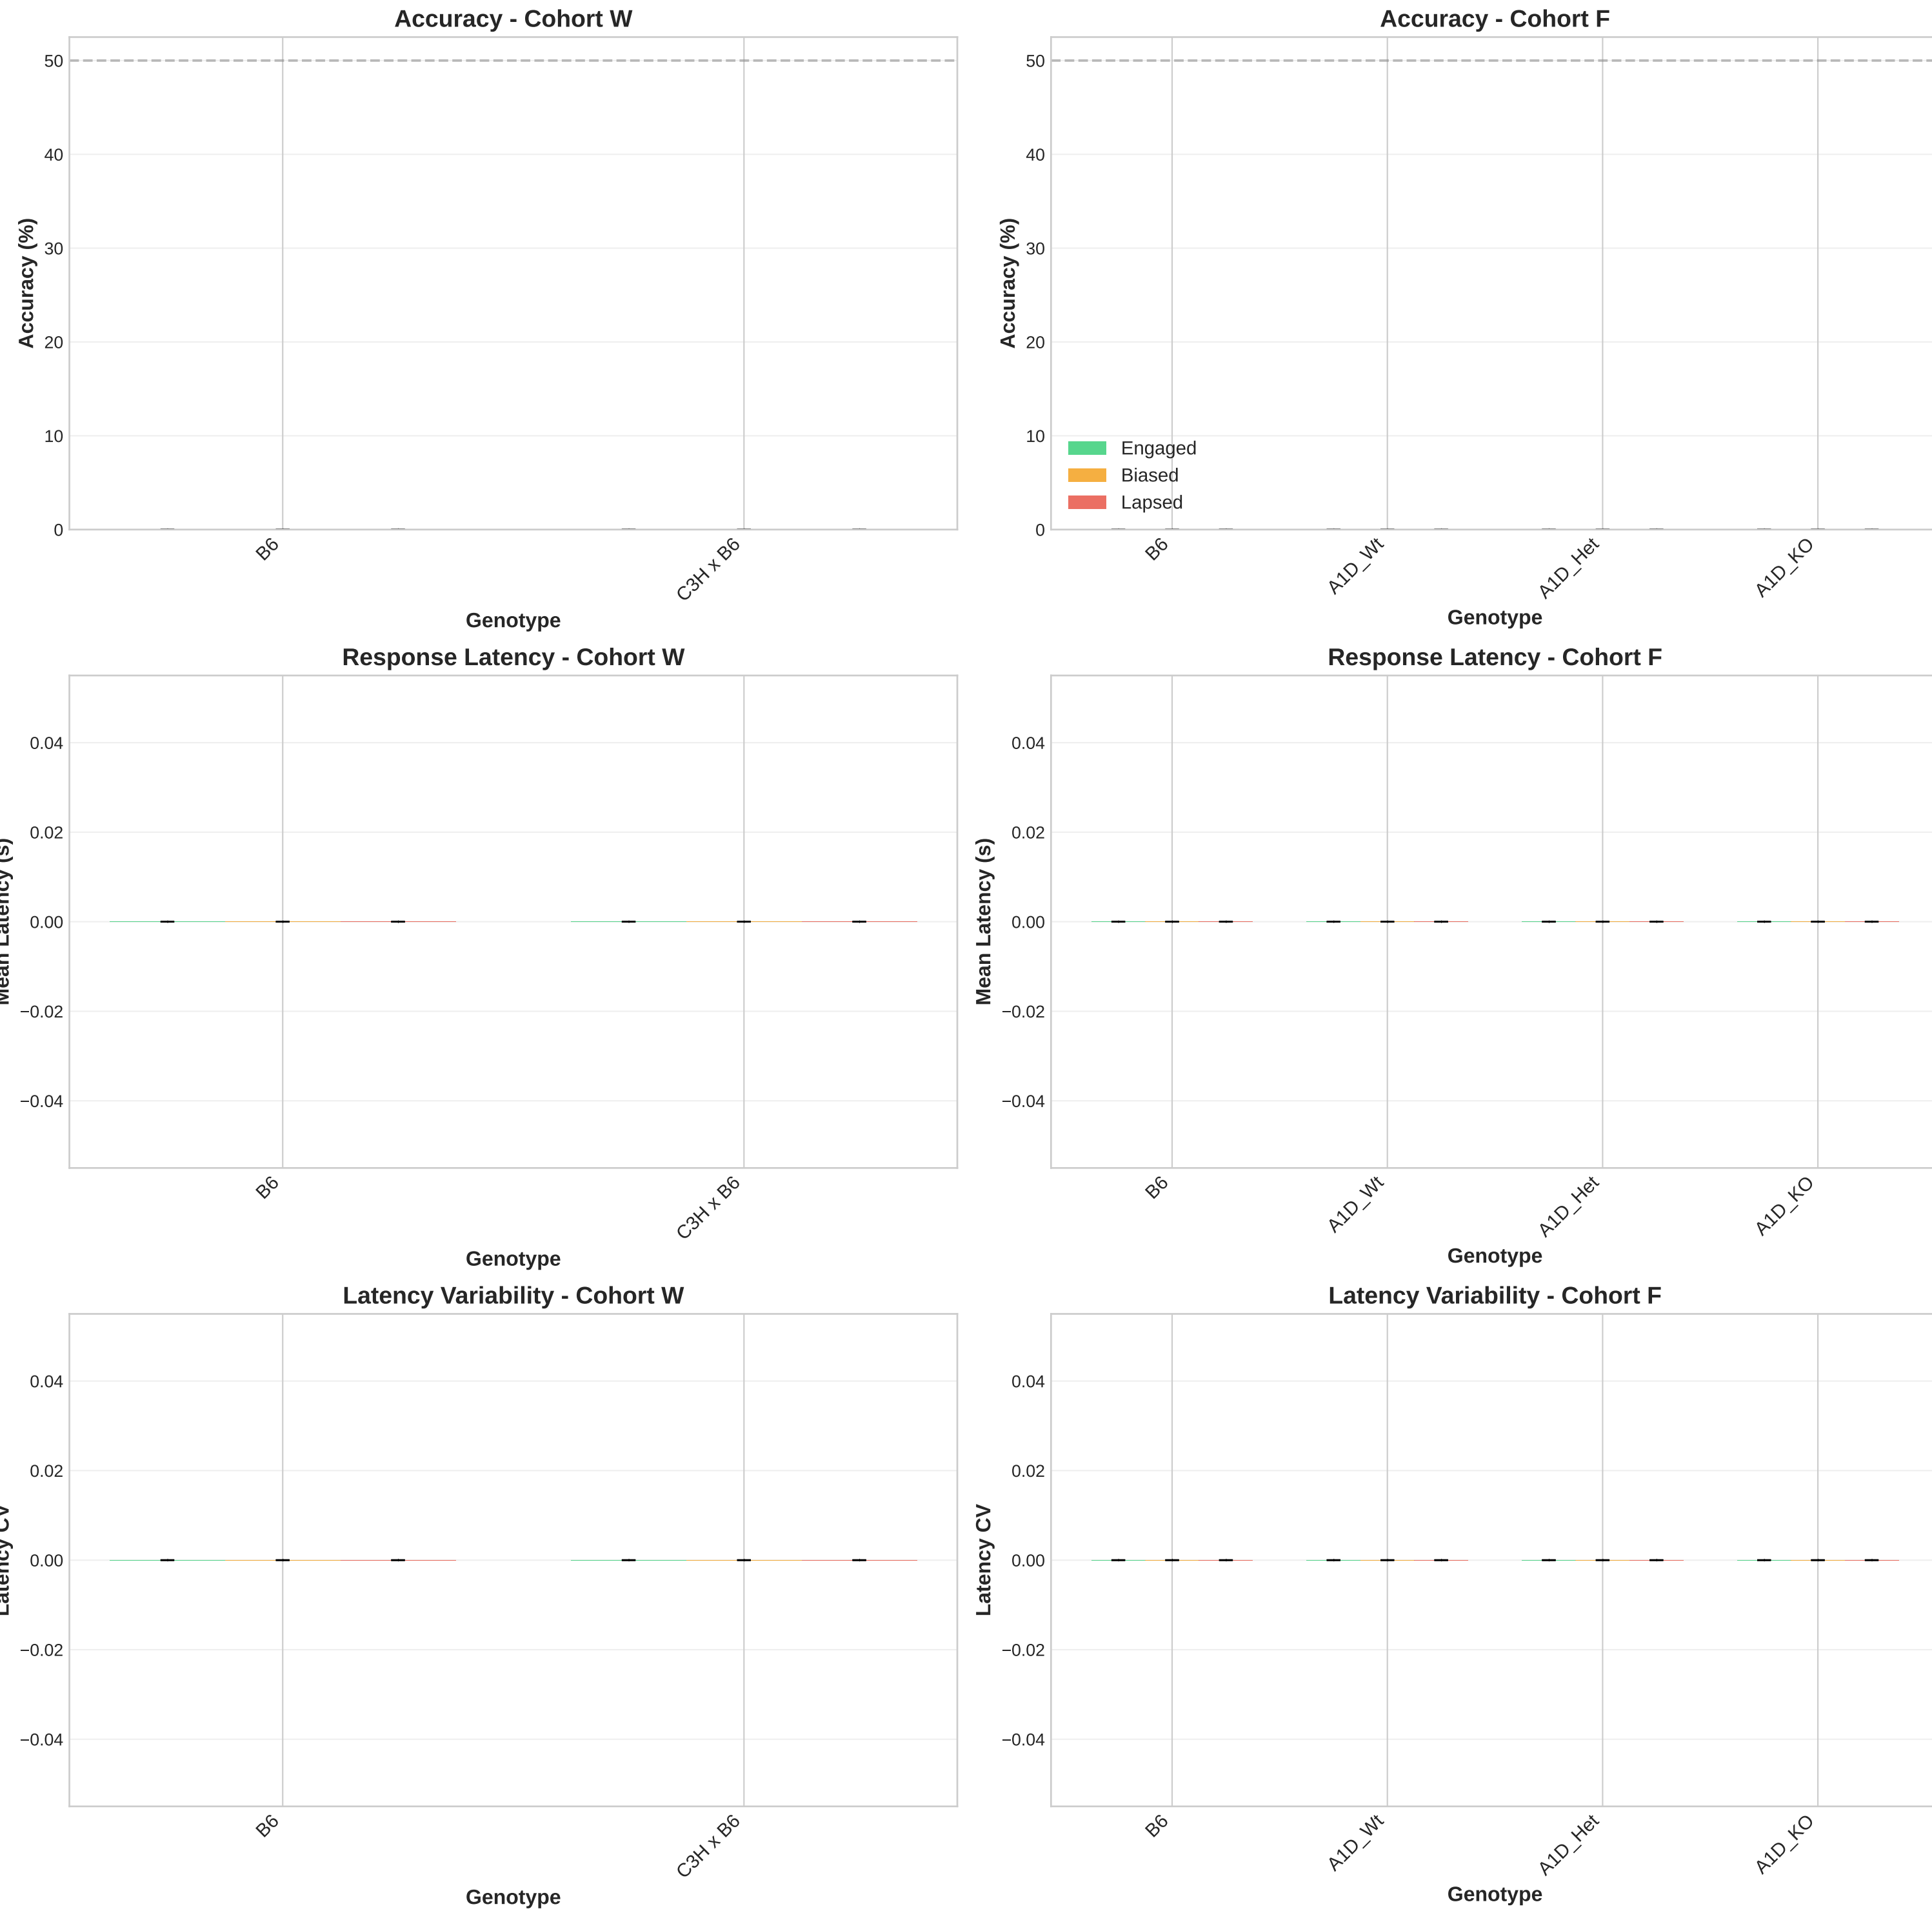 Accuracy - Cohort W
Accuracy (%)
50
40
30
20
10
0
B6
C3H x B6
Genotype
Accuracy - Cohort F
Accuracy (%)
50
40
30
20
10
0
Engaged
Biased
Lapsed
B6
A1D_Wt
A1D_Het
A1D_KO
Genotype
Response Latency - Cohort W
Mean Latency (s)
0.04
0.02
0.00
−0.02
−0.04
B6
C3H x B6
Genotype
Response Latency - Cohort F
Mean Latency (s)
0.04
0.02
0.00
−0.02
−0.04
B6
A1D_Wt
A1D_Het
A1D_KO
Genotype
Latency Variability - Cohort W
Latency CV
0.04
0.02
0.00
−0.02
−0.04
B6
C3H x B6
Genotype
Latency Variability - Cohort F
Latency CV
0.04
0.02
0.00
−0.02
−0.04
B6
A1D_Wt
A1D_Het
A1D_KO
Genotype